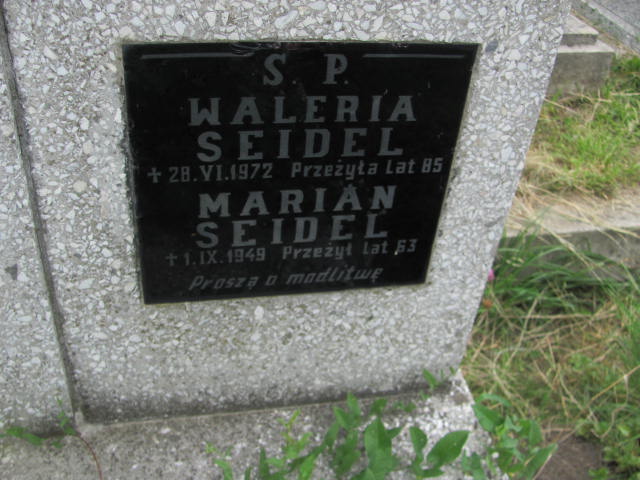 S. P.
WALERIA
SEIDEL
✝ 28.VI.1972 Przeżyła Lat 85
MARIAN
SEIDEL
✝ 1.IX.1949 Przeżył Lat 63
Proszą o modlitwę